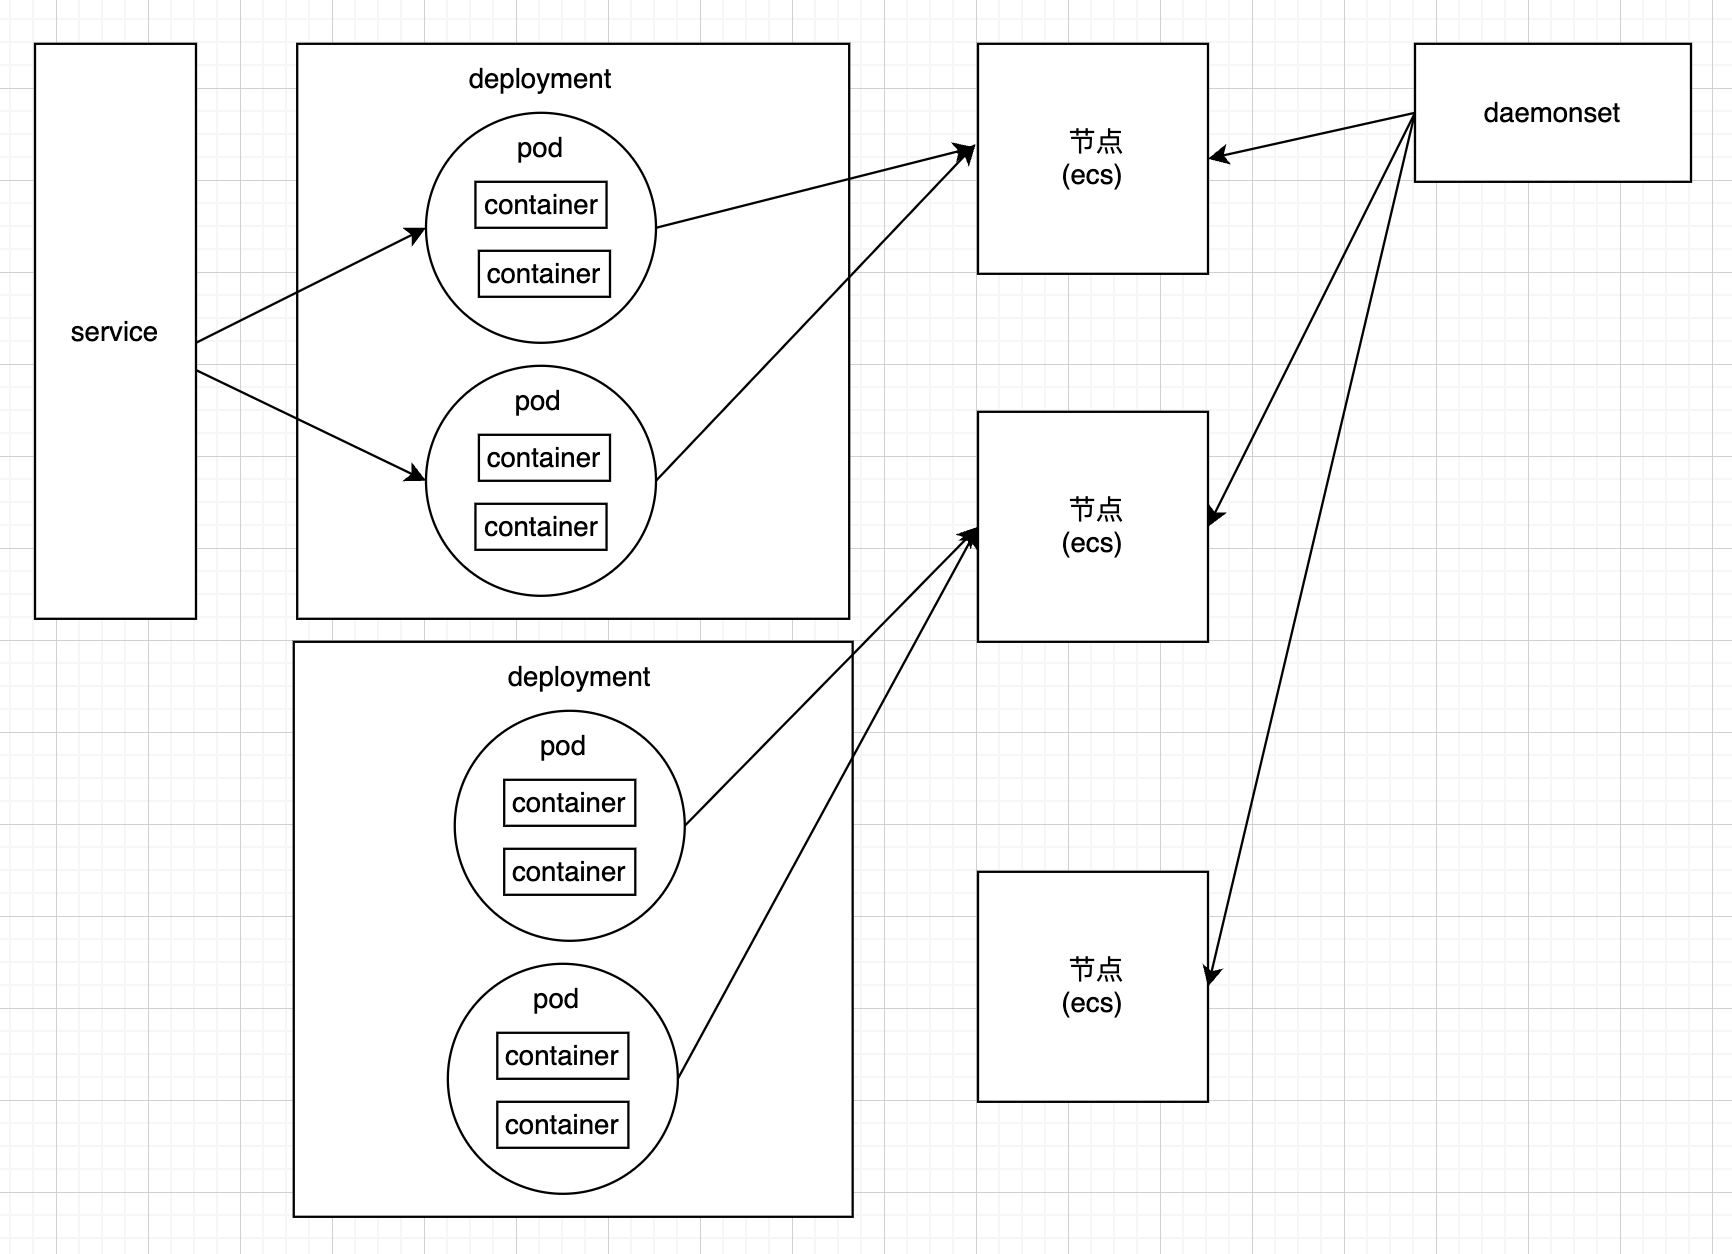 service
deployment
pod
container
container
pod
container
container
deployment
pod
container
container
pod
container
container
节点
(ecs)
节点
(ecs)
节点
(ecs)
daemonset